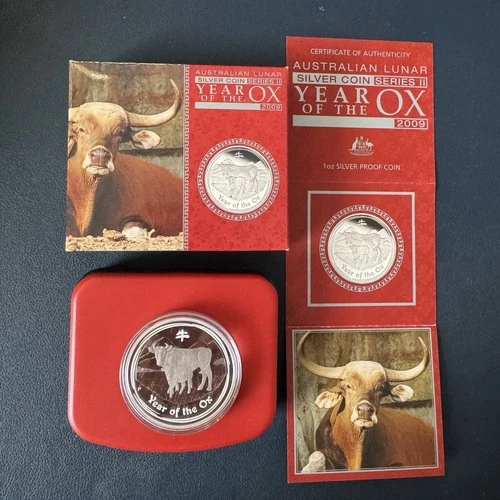 AUSTRALIAN LUNAR
SILVER COIN SERIES II
YEAR OF THE OX
2009
牛
Year of the Ox
CERTIFICATE OF AUTHENTICITY
AUSTRALIAN LUNAR
SILVER COIN SERIES II
YEAR OF THE OX
2009
1oz SILVER PROOF COIN
牛
Year of the Ox
牛
Year of the Ox